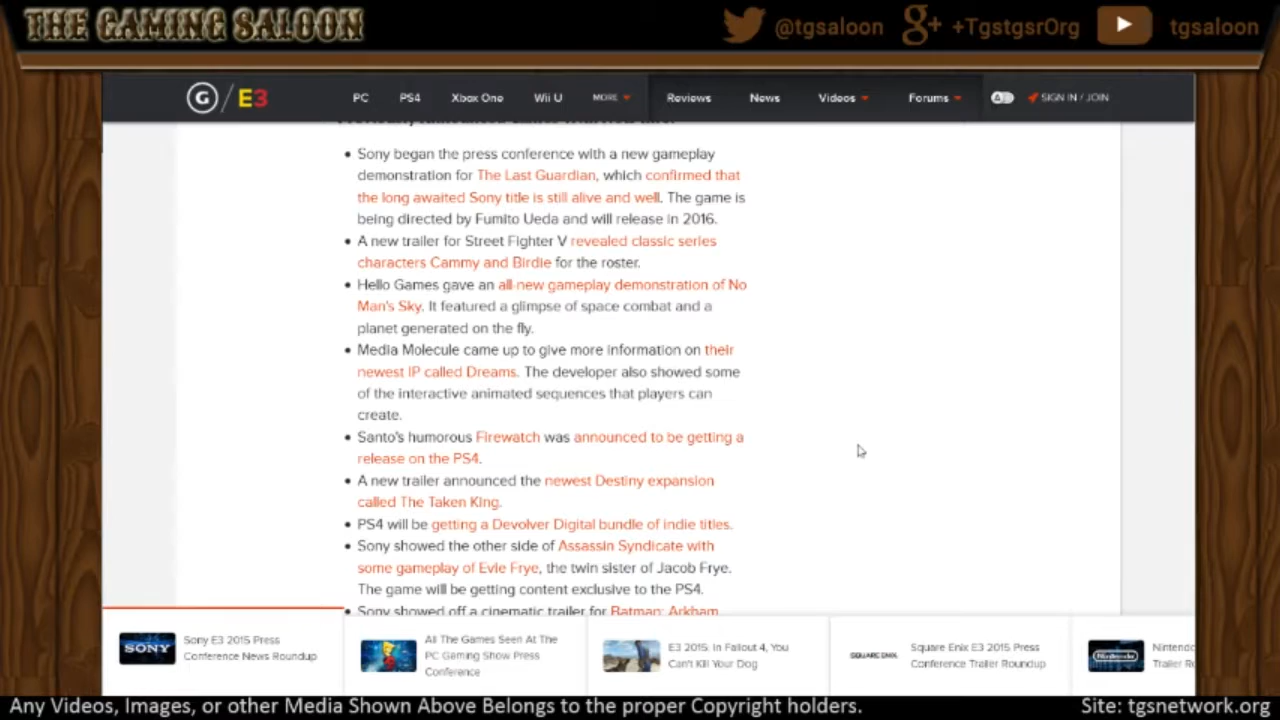 THE GAMING SALOON
@tgsaloon
+TgstgsrOrg
tgsaloon
G / E3
PC PS4 Xbox One Wii U MORE Reviews News Videos Forums SIGN IN / JOIN
• Sony began the press conference with a new gameplay
demonstration for The Last Guardian, which confirmed that
the long awaited Sony title is still alive and well. The game is
being directed by Fumito Ueda and will release in 2016.
• A new trailer for Street Fighter V revealed classic series
characters Cammy and Birdie for the roster.
• Hello Games gave an all-new gameplay demonstration of No
Man's Sky. It featured a glimpse of space combat and a
planet generated on the fly.
• Media Molecule came up to give more information on their
newest IP called Dreams. The developer also showed some
of the interactive animated sequences that players can
create.
• Santo's humorous Firewatch was announced to be getting a
release on the PS4.
• A new trailer announced the newest Destiny expansion
called The Taken King.
• PS4 will be getting a Devolver Digital bundle of indie titles.
• Sony showed the other side of Assassin Syndicate with
some gameplay of Evie Frye, the twin sister of Jacob Frye.
The game will be getting content exclusive to the PS4.
• Sony showed off a cinematic trailer for Batman: Arkham
SONY
Sony E3 2015 Press
Conference News Roundup
All The Games Seen At The
PC Gaming Show Press
Conference
E3 2015: In Fallout 4, You
Can't Kill Your Dog
SQUARE ENIX
Square Enix E3 2015 Press
Conference Trailer Roundup
Nintendo
Nintendo
Trailer Ro
Any Videos, Images, or other Media Shown Above Belongs to the proper Copyright holders.
Site: tgsnetwork.org